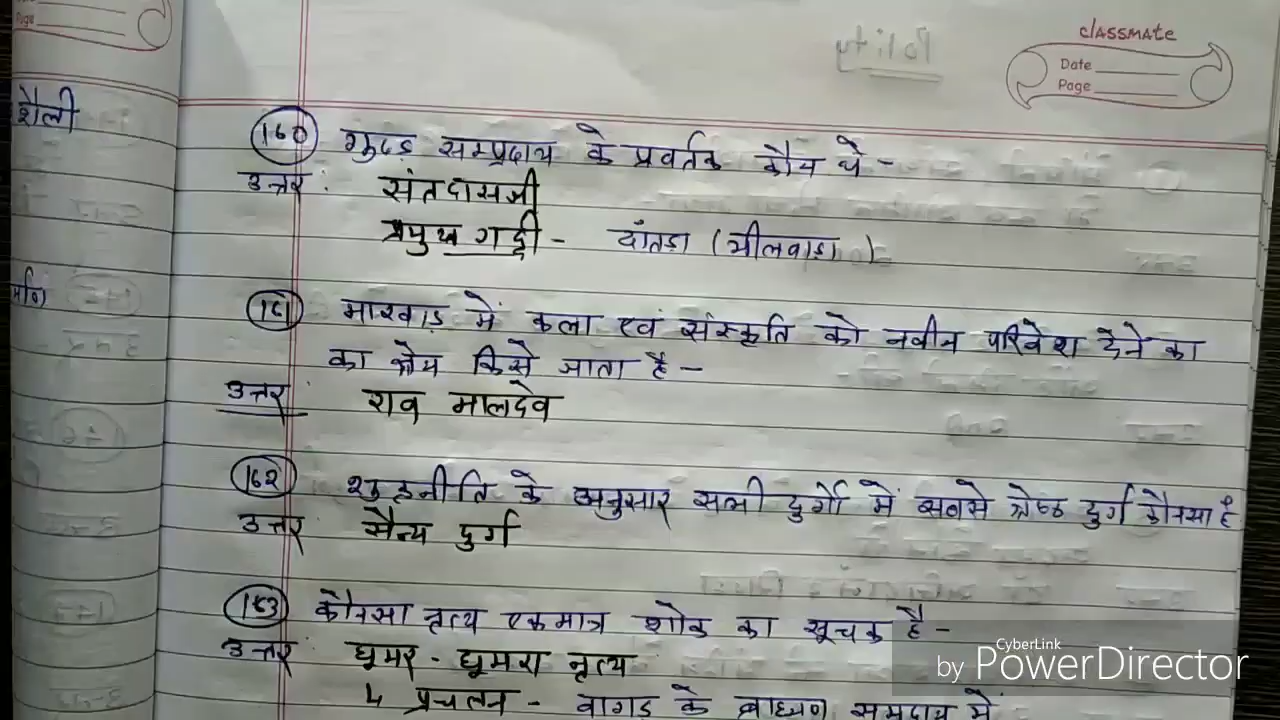 classmate
Date
Page
शैली
160 गुदड़ सम्प्रदाय के प्रवर्तक कौन थे -
उत्तर : संतदासजी
प्रमुख गद्दी - दांतड़ा (भीलवाड़ा)
161 मारवाड़ में कला एवं संस्कृति को नवीन परिवेश देने का
का श्रेय किसे जाता है -
उत्तर : राव मालदेव
162 शुक्रनीति के अनुसार सभी दुर्गों में सबसे श्रेष्ठ दुर्ग कौनसा है
उत्तर : सैन्य दुर्ग
163 कौनसा नृत्य एकमात्र शोक का सूचक है -
उत्तर : घूमर - घूमरा नृत्य
प्रचलन - वागड़ के ब्राह्मण समुदाय में
CyberLink
by PowerDirector